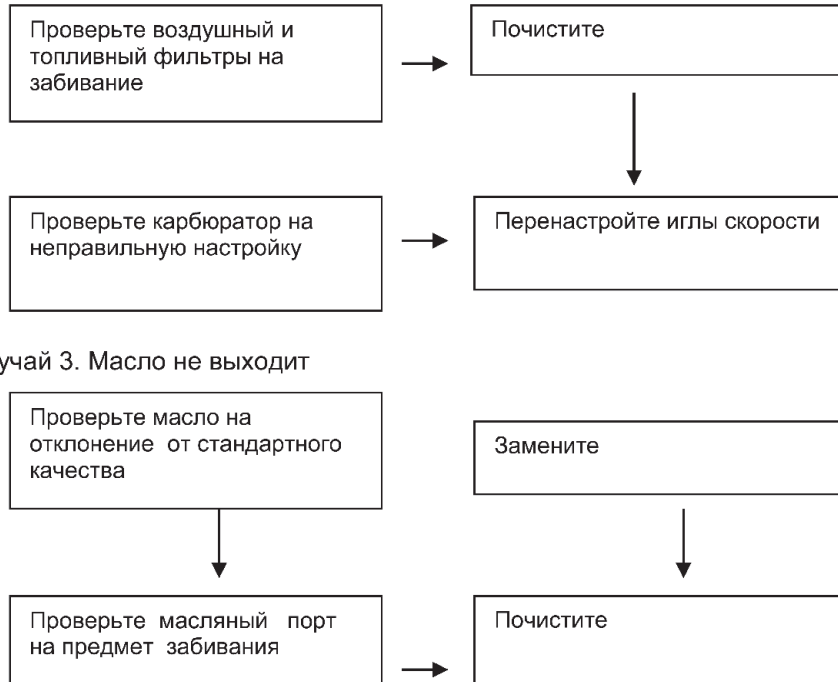 Проверьте воздушный и
топливный фильтры на
забивание
Почистите
Проверьте карбюратор на
неправильную настройку
Перенастройте иглы скорости
учай 3. Масло не выходит
Проверьте масло на
отклонение от стандартного
качества
Замените
Проверьте масляный порт
на предмет забивания
Почистите